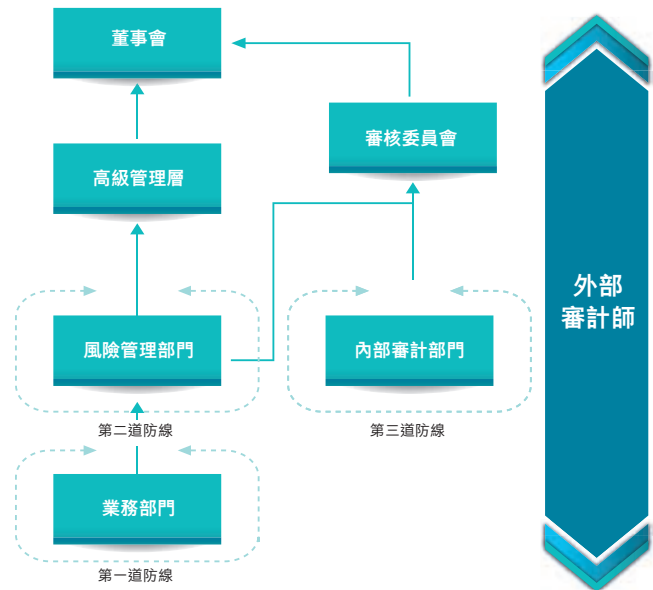 董事會
審核委員會
高級管理層
外部
審計師
風險管理部門
內部審計部門
第二道防線
第三道防線
業務部門
第一道防線